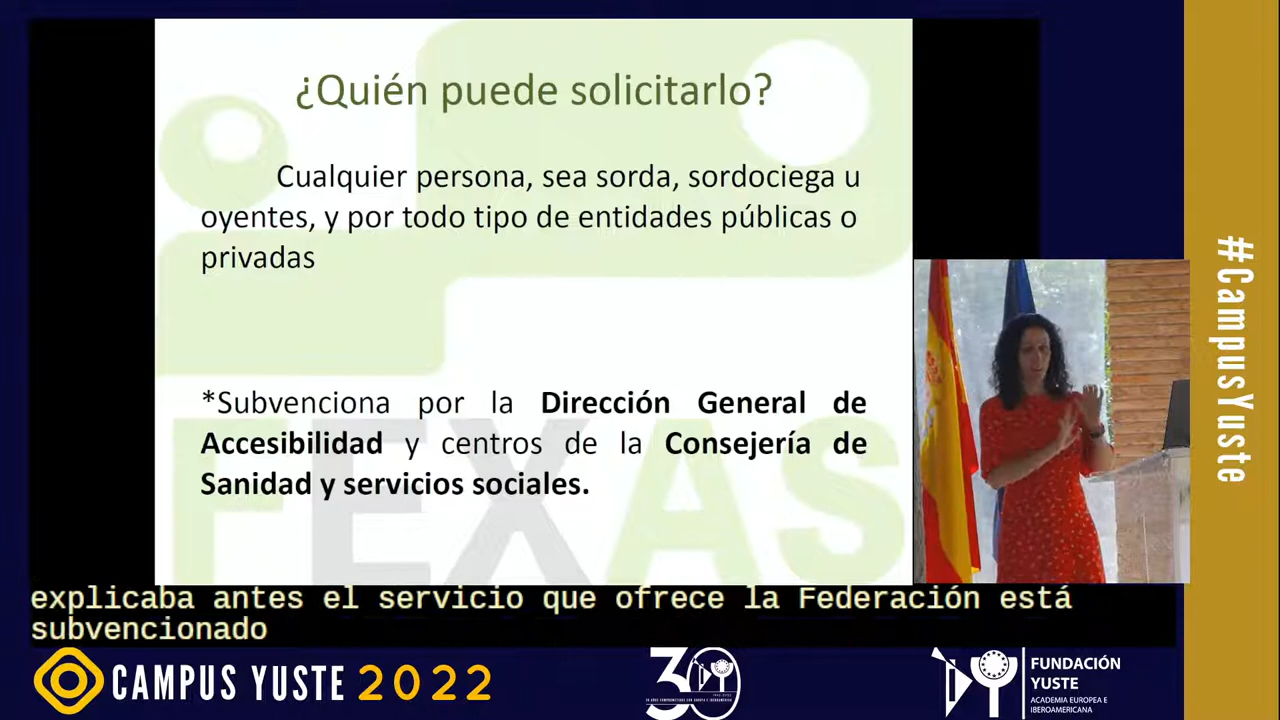 ¿Quién puede solicitarlo?
Cualquier persona, sea sorda, sordociega u
oyentes, y por todo tipo de entidades públicas o
privadas
*Subvenciona por la Dirección General de
Accesibilidad y centros de la Consejería de
Sanidad y servicios sociales.
FEXAS
#CampusYuste
explicaba antes el servicio que ofrece la Federación está
subvencionado
CAMPUS YUSTE 2022
30
FUNDACIÓN
YUSTE
ACADEMIA EUROPEA E
IBEROAMERICANA